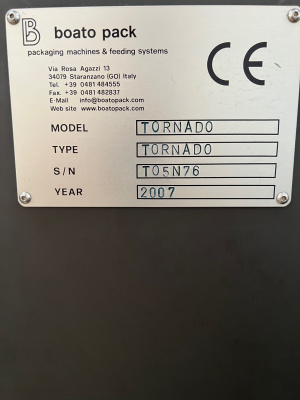 B boato pack
packaging machines & feeding systems
Via Rosa Agazzi 13
34079 Staranzano (GO) Italy
Tel. +39 0481 484555
Fax. +39 0481 482837
E-Mail info@boatopack.com
Web site www.boatopack.com
CE
MODEL TORNADO
TYPE TORNADO
S/N TO5N76
YEAR 2007